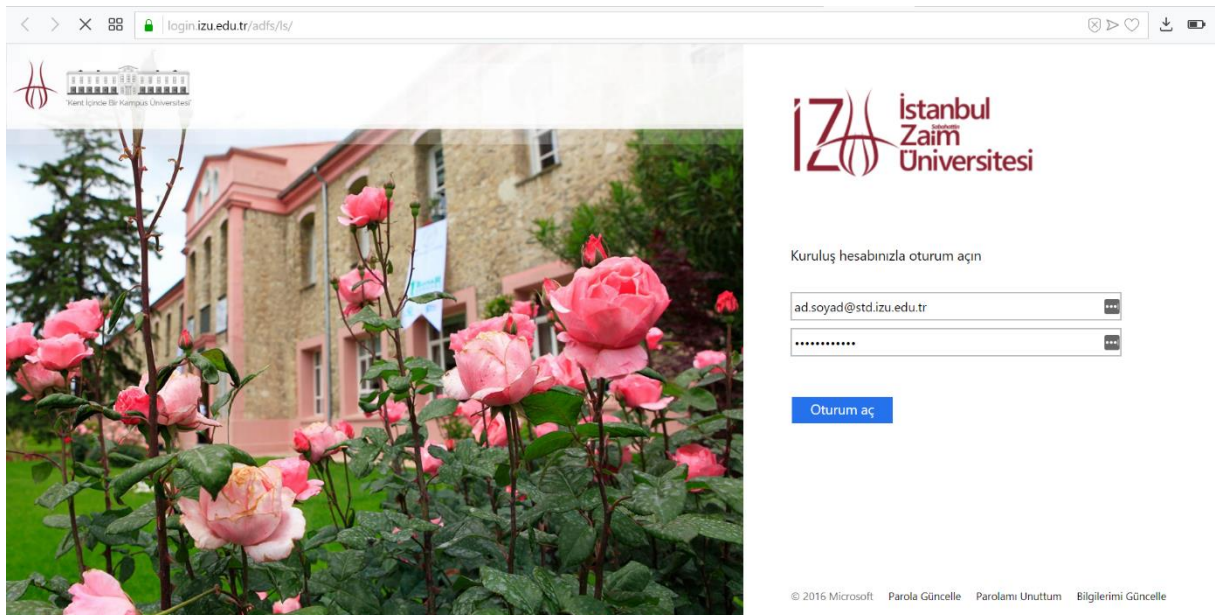 login.izu.edu.tr/adfs/ls/
"Kent İçinde Bir Kampüs Üniversitesi"
İZÜ
İstanbul
Sabahattin
Zaim
Üniversitesi
Kuruluş hesabınızla oturum açın
ad.soyad@std.izu.edu.tr
••••••••••••
Oturum aç
© 2016 Microsoft Parola Güncelle Parolamı Unuttum Bilgilerimi Güncelle